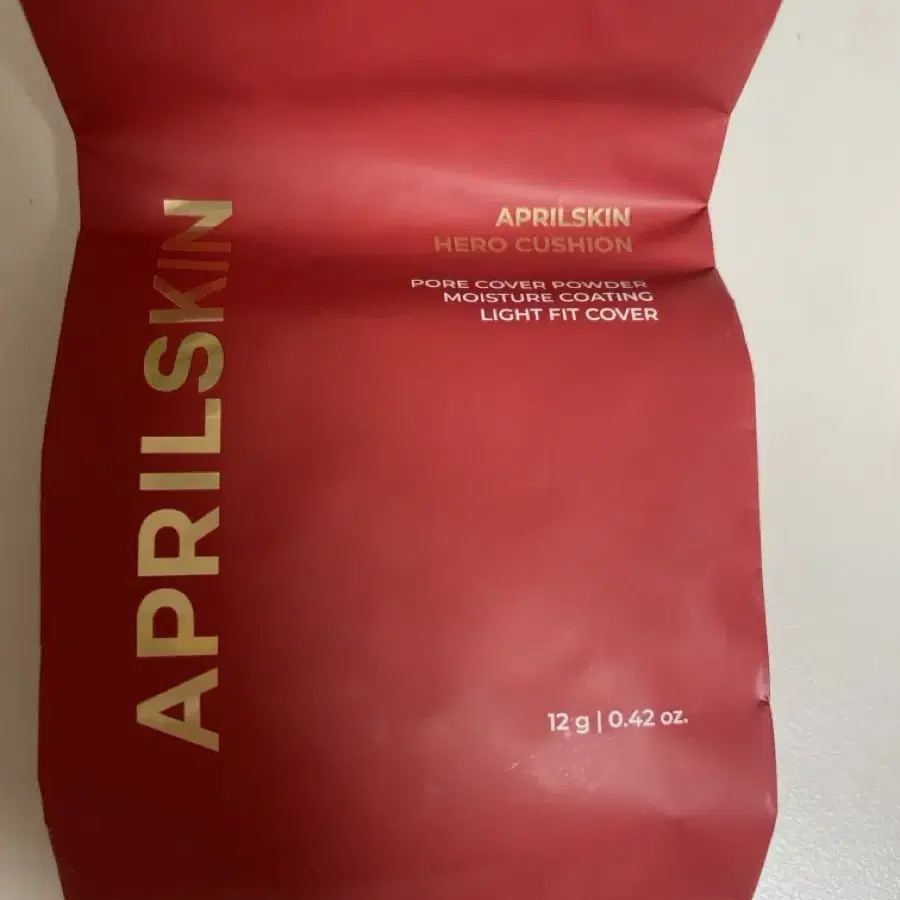 APRILSKIN
APRILSKIN
HERO CUSHION
PORE COVER POWDER
MOISTURE COATING
LIGHT FIT COVER
12 g | 0.42 oz.